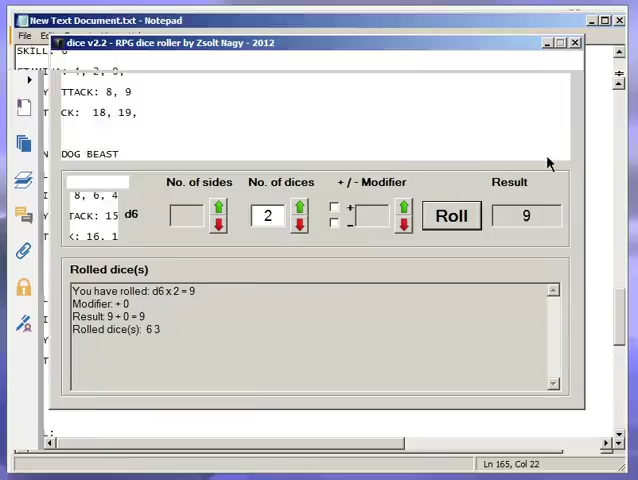 New Text Document.txt - Notepad
File
dice v2.2 - RPG dice roller by Zsolt Nagy - 2012
SKILL:
TTACK: 8, 9
CK: 18, 19,
DOG BEAST
No. of sides No. of dices + / - Modifier Result
8, 6, 4
TACK: 15
K: 16, 1
d6 2 + - Roll 9
Rolled dice(s)
You have rolled: d6 x 2 = 9
Modifier: + 0
Result: 9 + 0 = 9
Rolled dice(s): 6 3
L:
Ln 165, Col 22